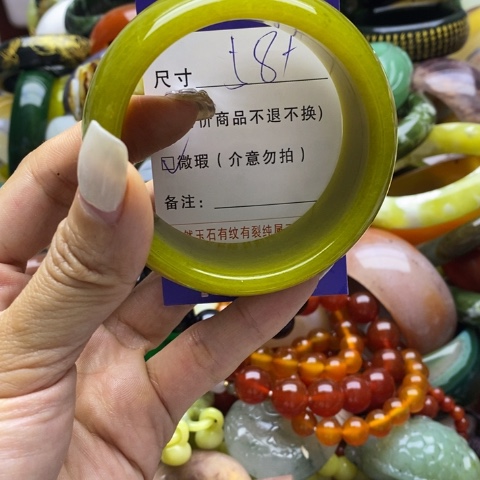 尺寸 58+
价商品不退不换)
微瑕（介意勿拍）
备注：
然玉石有纹有裂纯属